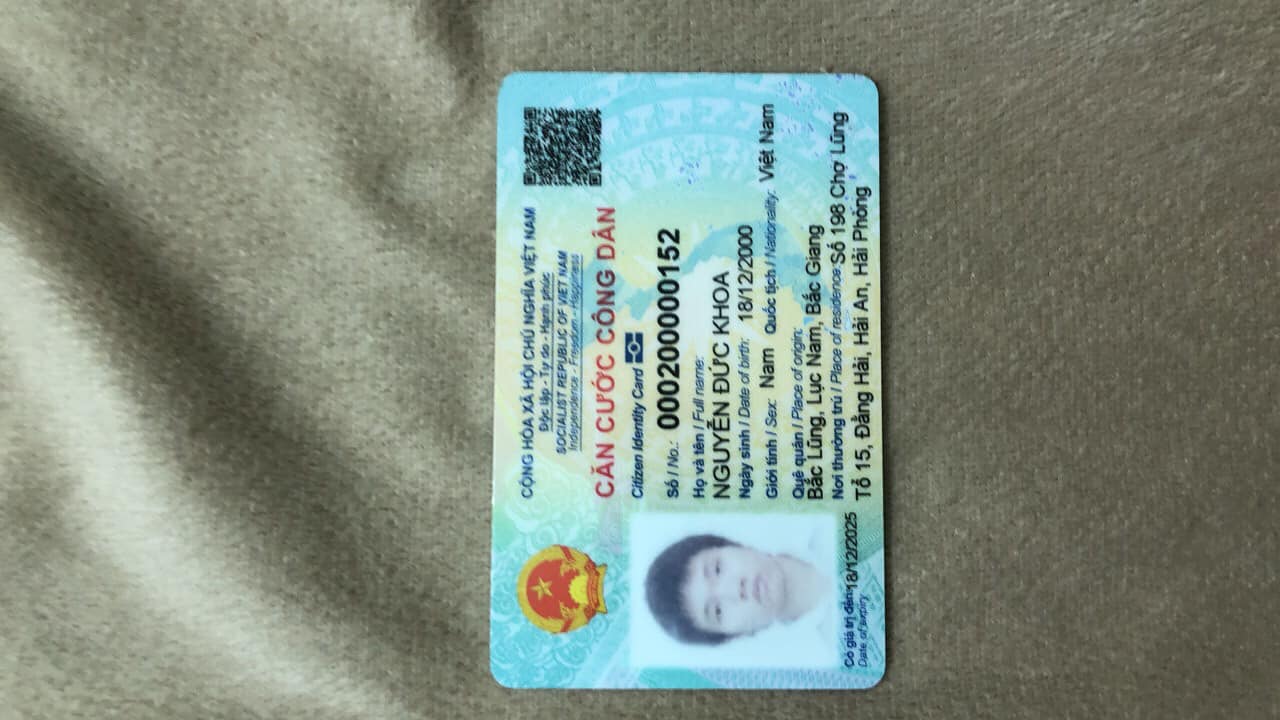 CỘNG HÒA XÃ HỘI CHỦ NGHĨA VIỆT NAM
Độc lập - Tự do - Hạnh phúc
SOCIALIST REPUBLIC OF VIET NAM
Independence - Freedom - Happiness
CĂN CƯỚC CÔNG DÂN
Citizen Identity Card
Số / No.: 000200000152
Họ và tên / Full name:
NGUYỄN ĐỨC KHOA
Ngày sinh / Date of birth: 18/12/2000
Giới tính / Sex: Nam Quốc tịch / Nationality: Việt Nam
Quê quán / Place of origin:
Bắc Lũng, Lục Nam, Bắc Giang
Nơi thường trú / Place of residence: Số 198 Chợ Lũng
Tổ 15, Đằng Hải, Hải An, Hải Phòng
Có giá trị đến: 18/12/2025
Date of expiry